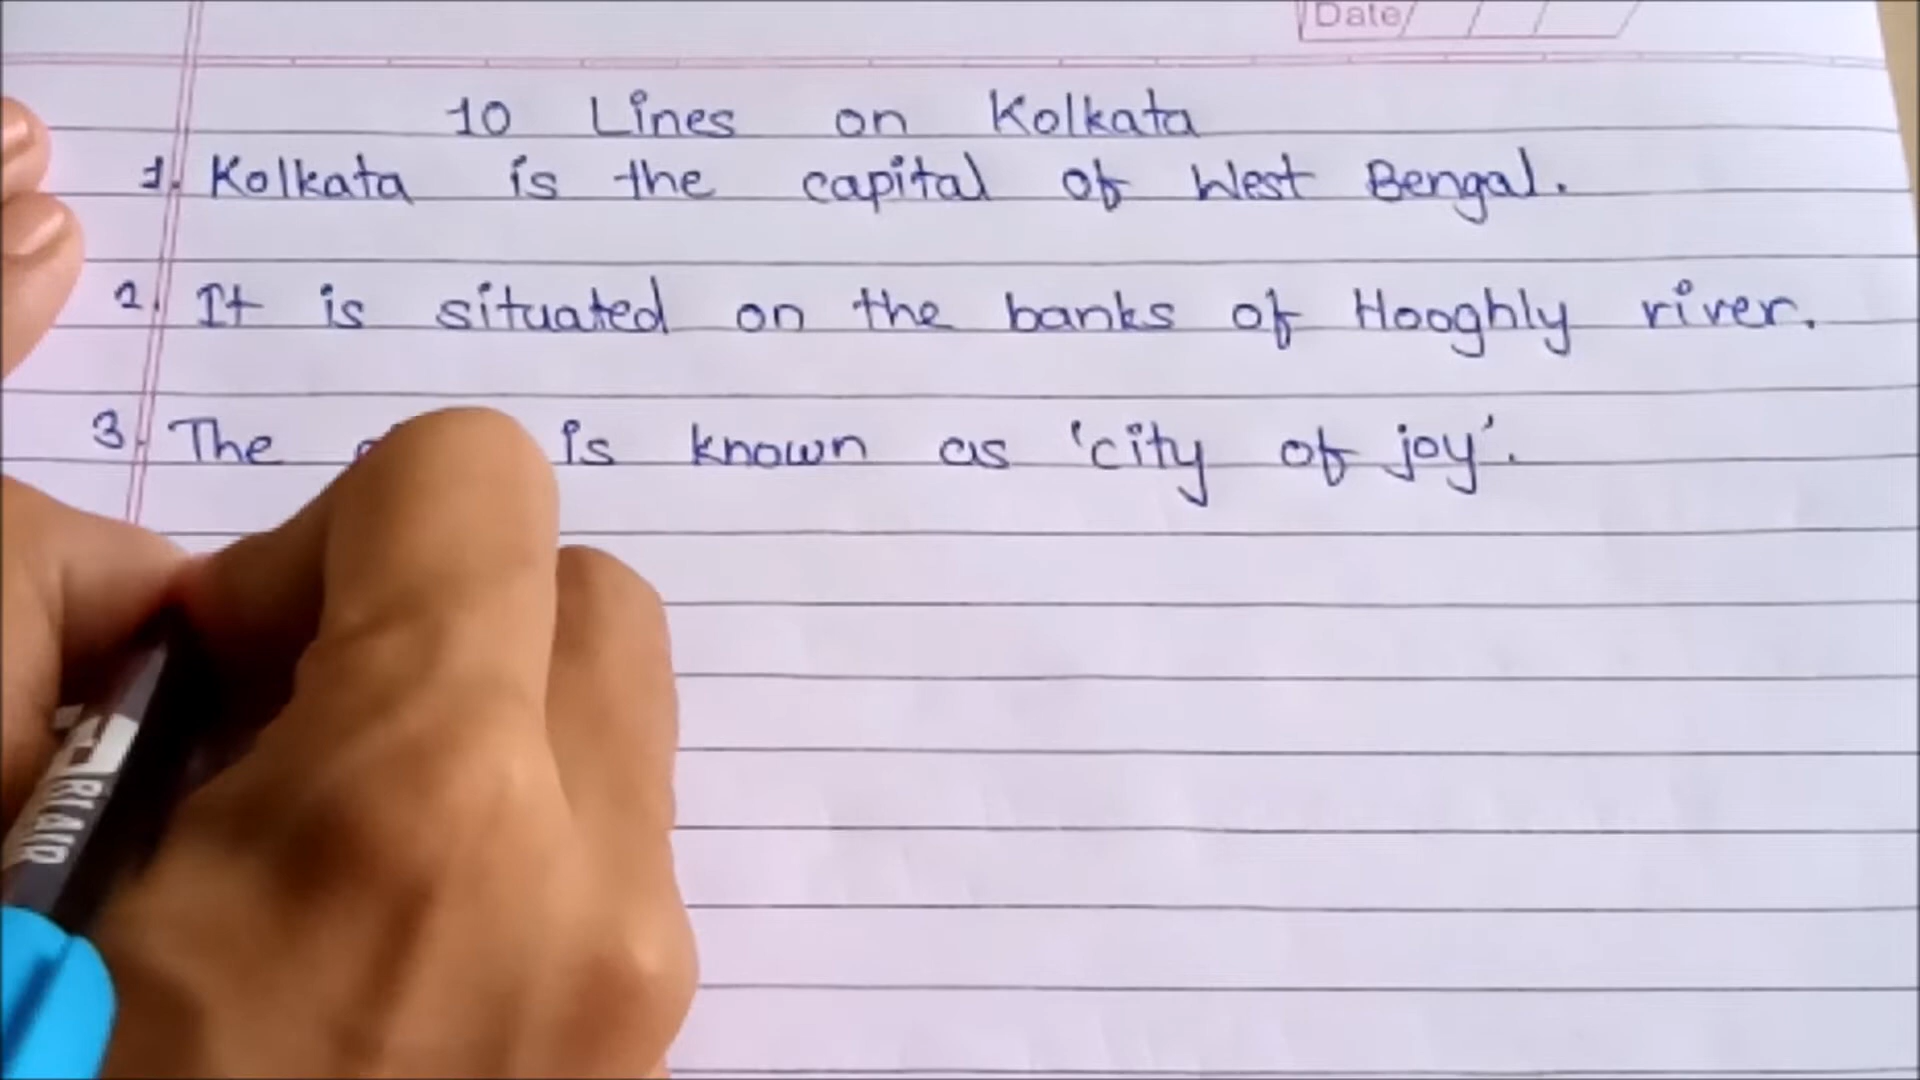 Date
10 Lines on Kolkata
1. Kolkata is the capital of West Bengal.
2. It is situated on the banks of Hooghly river.
3. The is known as 'city of joy'.
FLAIR